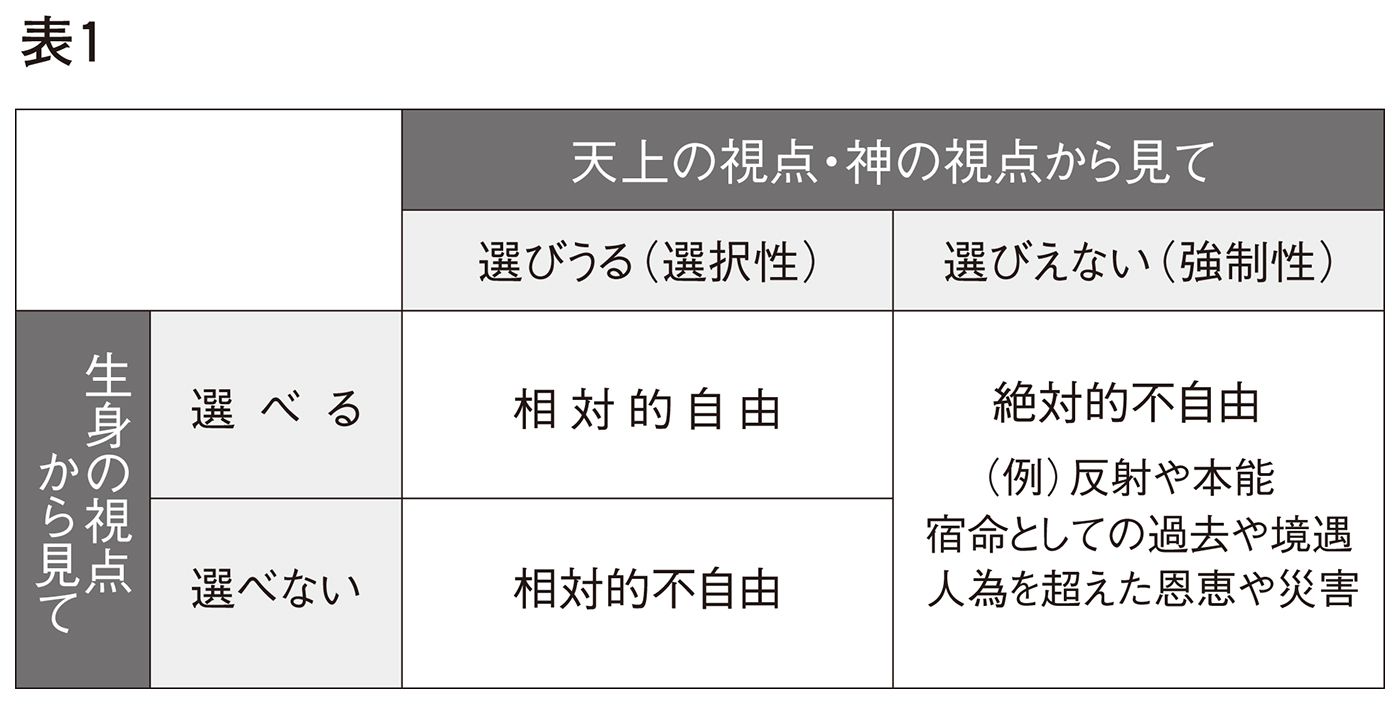 表1
天上の視点・神の視点から見て
選びうる（選択性）
選びえない（強制性）
生身の視点
から見て
選べる
相対的自由
絶対的不自由
（例）反射や本能
宿命としての過去や境遇
人為を超えた恩恵や災害
選べない
相対的不自由